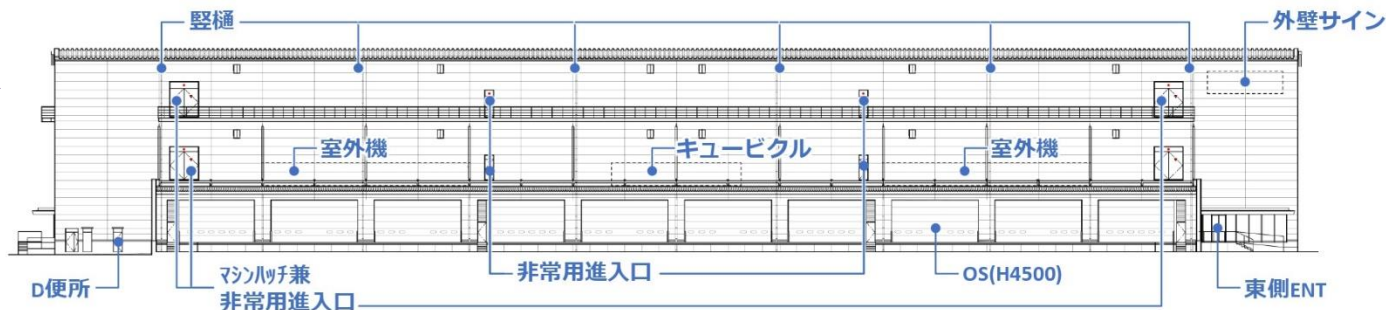 竪樋
外壁サイン
室外機
キュービクル
室外機
D便所
マシンハッチ兼
非常用進入口
非常用進入口
OS(H4500)
東側ENT